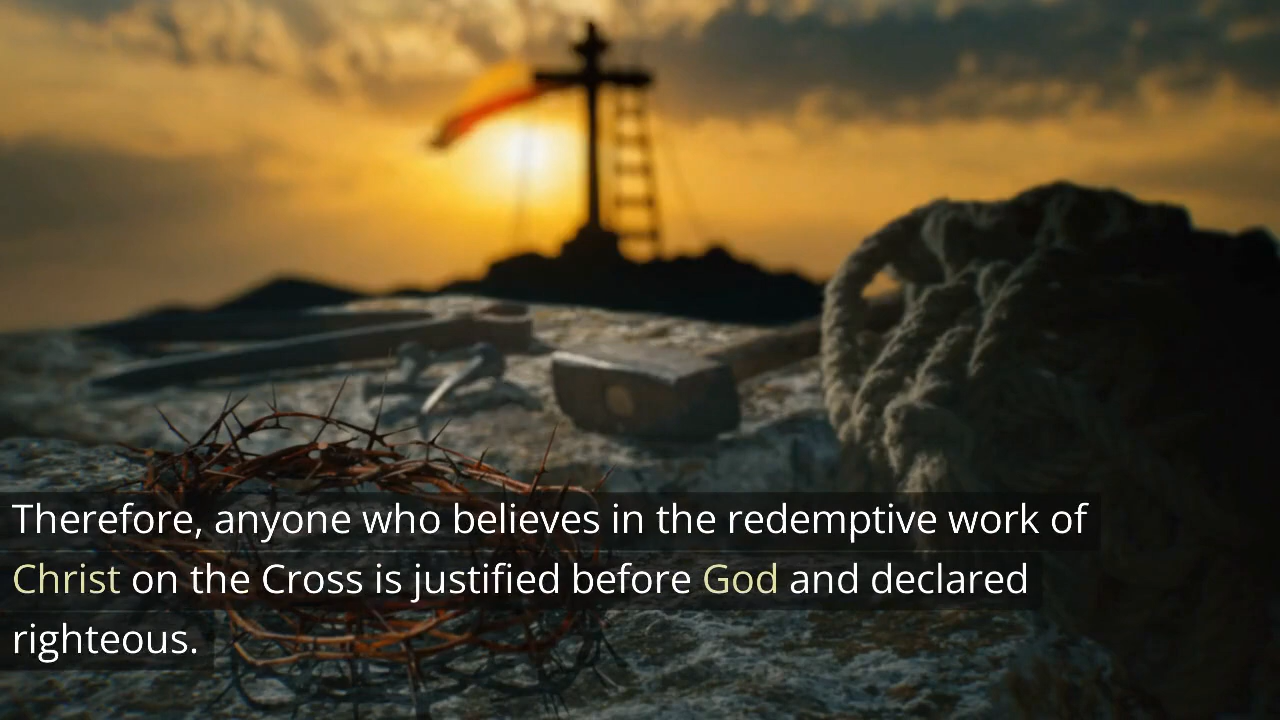 Therefore, anyone who believes in the redemptive work of
Christ on the Cross is justified before God and declared
righteous.